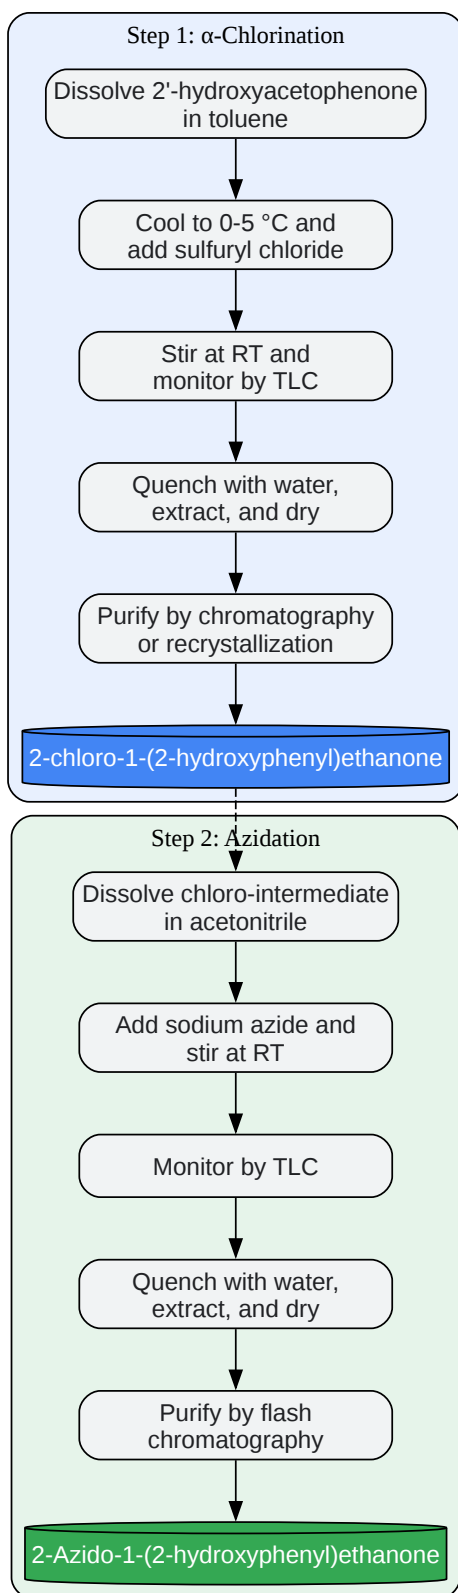 Step 1: α-Chlorination
Dissolve 2'-hydroxyacetophenone
in toluene
Cool to 0-5 °C and
add sulfuryl chloride
Stir at RT and
monitor by TLC
Quench with water,
extract, and dry
Purify by chromatography
or recrystallization
2-chloro-1-(2-hydroxyphenyl)ethanone
Step 2: Azidation
Dissolve chloro-intermediate
in acetonitrile
Add sodium azide and
stir at RT
Monitor by TLC
Quench with water,
extract, and dry
Purify by flash
chromatography
2-Azido-1-(2-hydroxyphenyl)ethanone